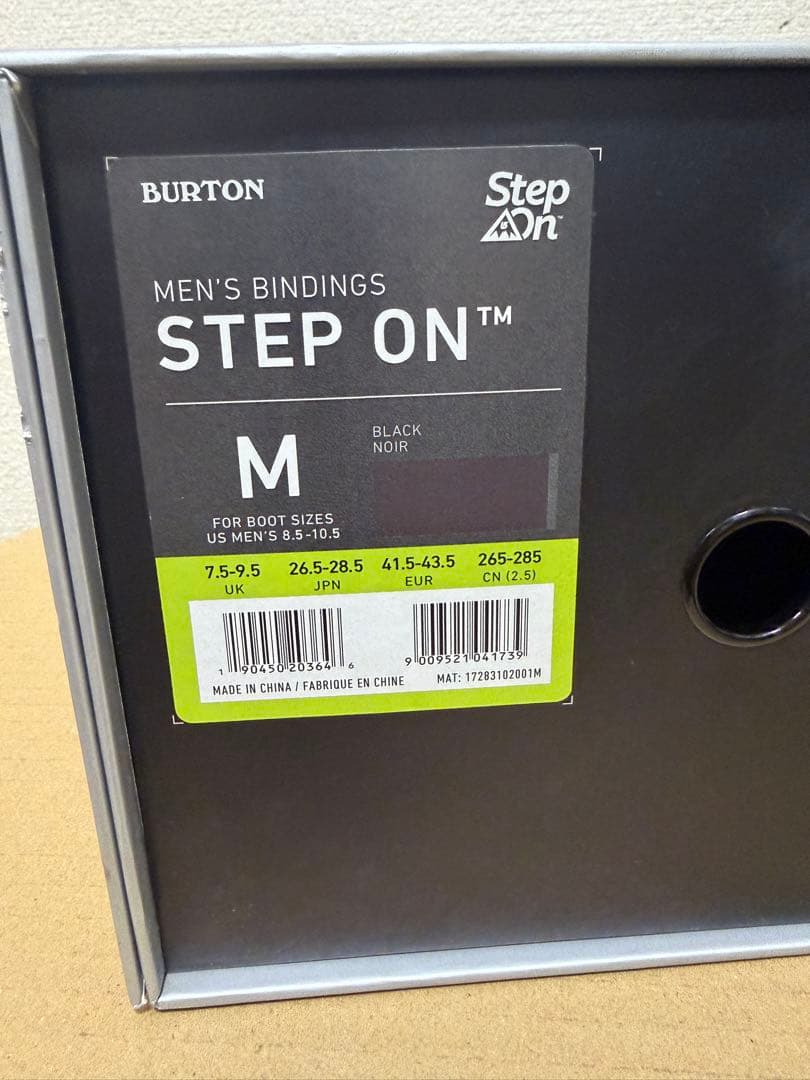 BURTON
Step
On™
MEN'S BINDINGS
STEP ON™
M
BLACK
NOIR
FOR BOOT SIZES
US MEN'S 8.5-10.5
7.5-9.5 26.5-28.5 41.5-43.5 265-285
UK JPN EUR CN (2.5)
1 90450 20364 6
9 009521 041739
MADE IN CHINA / FABRIQUE EN CHINE
MAT: 17283102001M